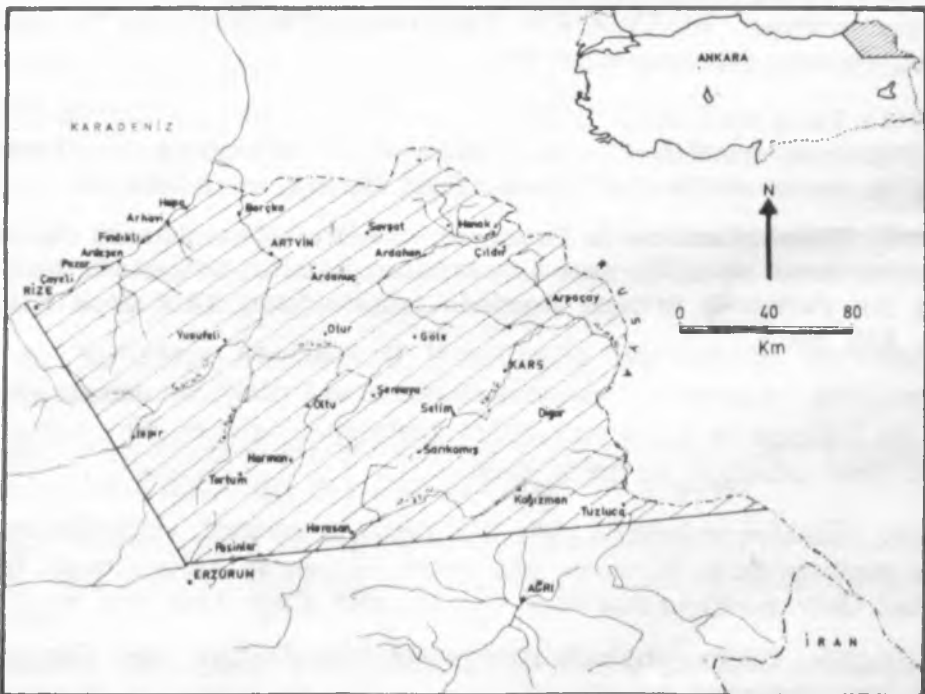 ANKARA
KARADENİZ
N
Hopa
Arhavi
Borçka
Fındıklı
Şavşat
Hanak
Ardeşen
ARTVİN
Ardahan
Çıldır
Pazar
Ardanuç
Çayeli
RİZE
Arpaçay
0 40 80
Km
Yusufeli
Olur
Göle
KARS
Şenkaya
Oltu
Selim
Digor
İspir
Narman
Sarıkamış
Tortum
Kağızman
Tuzluca
Horasan
Pasinler
ERZURUM
AĞRI
İRAN